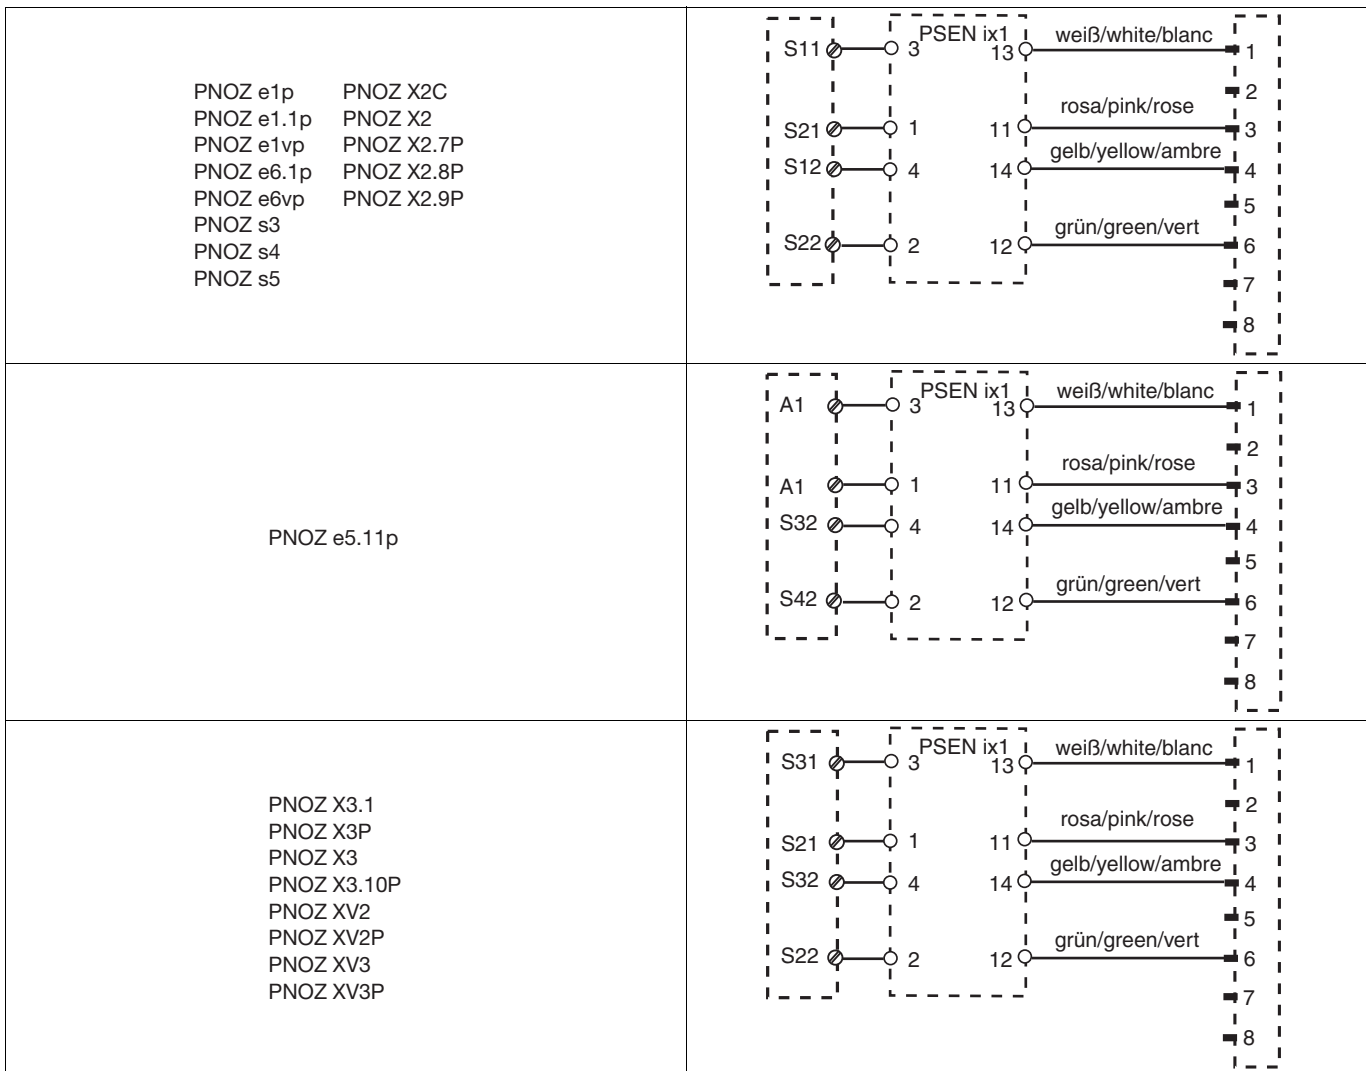 PNOZ e1p PNOZ X2C
PNOZ e1.1p PNOZ X2
PNOZ e1vp PNOZ X2.7P
PNOZ e6.1p PNOZ X2.8P
PNOZ e6vp PNOZ X2.9P
PNOZ s3
PNOZ s4
PNOZ s5
PSEN ix1 weiß/white/blanc
S11 3 13 1
2
rosa/pink/rose
S21 1 11 3
gelb/yellow/ambre
S12 4 14 4
5
grün/green/vert
S22 2 12 6
7
8
PNOZ e5.11p
PSEN ix1 weiß/white/blanc
A1 3 13 1
2
rosa/pink/rose
A1 1 11 3
gelb/yellow/ambre
S32 4 14 4
5
grün/green/vert
S42 2 12 6
7
8
PNOZ X3.1
PNOZ X3P
PNOZ X3
PNOZ X3.10P
PNOZ XV2
PNOZ XV2P
PNOZ XV3
PNOZ XV3P
PSEN ix1 weiß/white/blanc
S31 3 13 1
2
rosa/pink/rose
S21 1 11 3
gelb/yellow/ambre
S32 4 14 4
5
grün/green/vert
S22 2 12 6
7
8